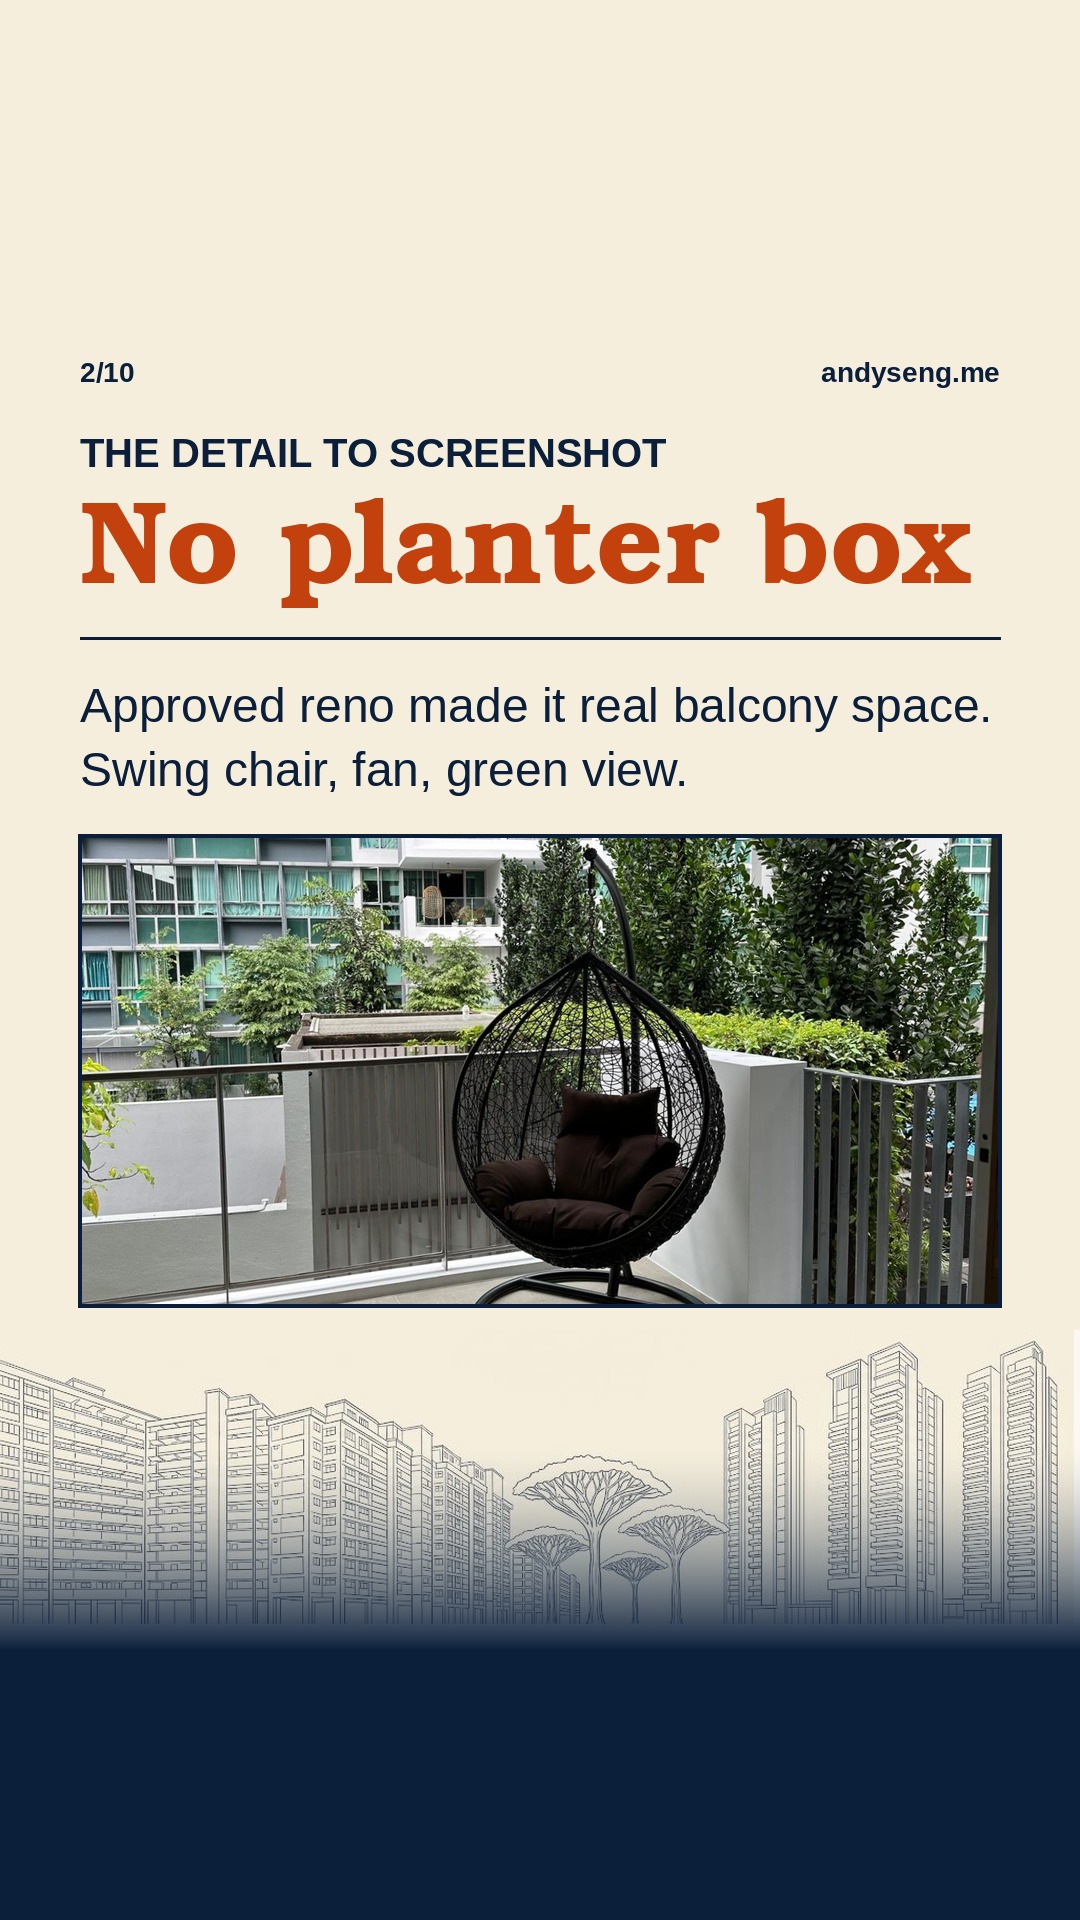 2/10
andyseng.me
THE DETAIL TO SCREENSHOT
No planter box
Approved reno made it real balcony space.
Swing chair, fan, green view.